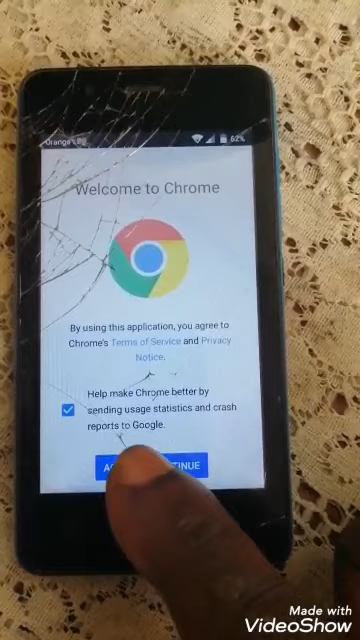 Orange
62%
Welcome to Chrome
By using this application, you agree to
Chrome's Terms of Service and Privacy
Notice.
Help make Chrome better by
sending usage statistics and crash
reports to Google.
Made with
VideoShow